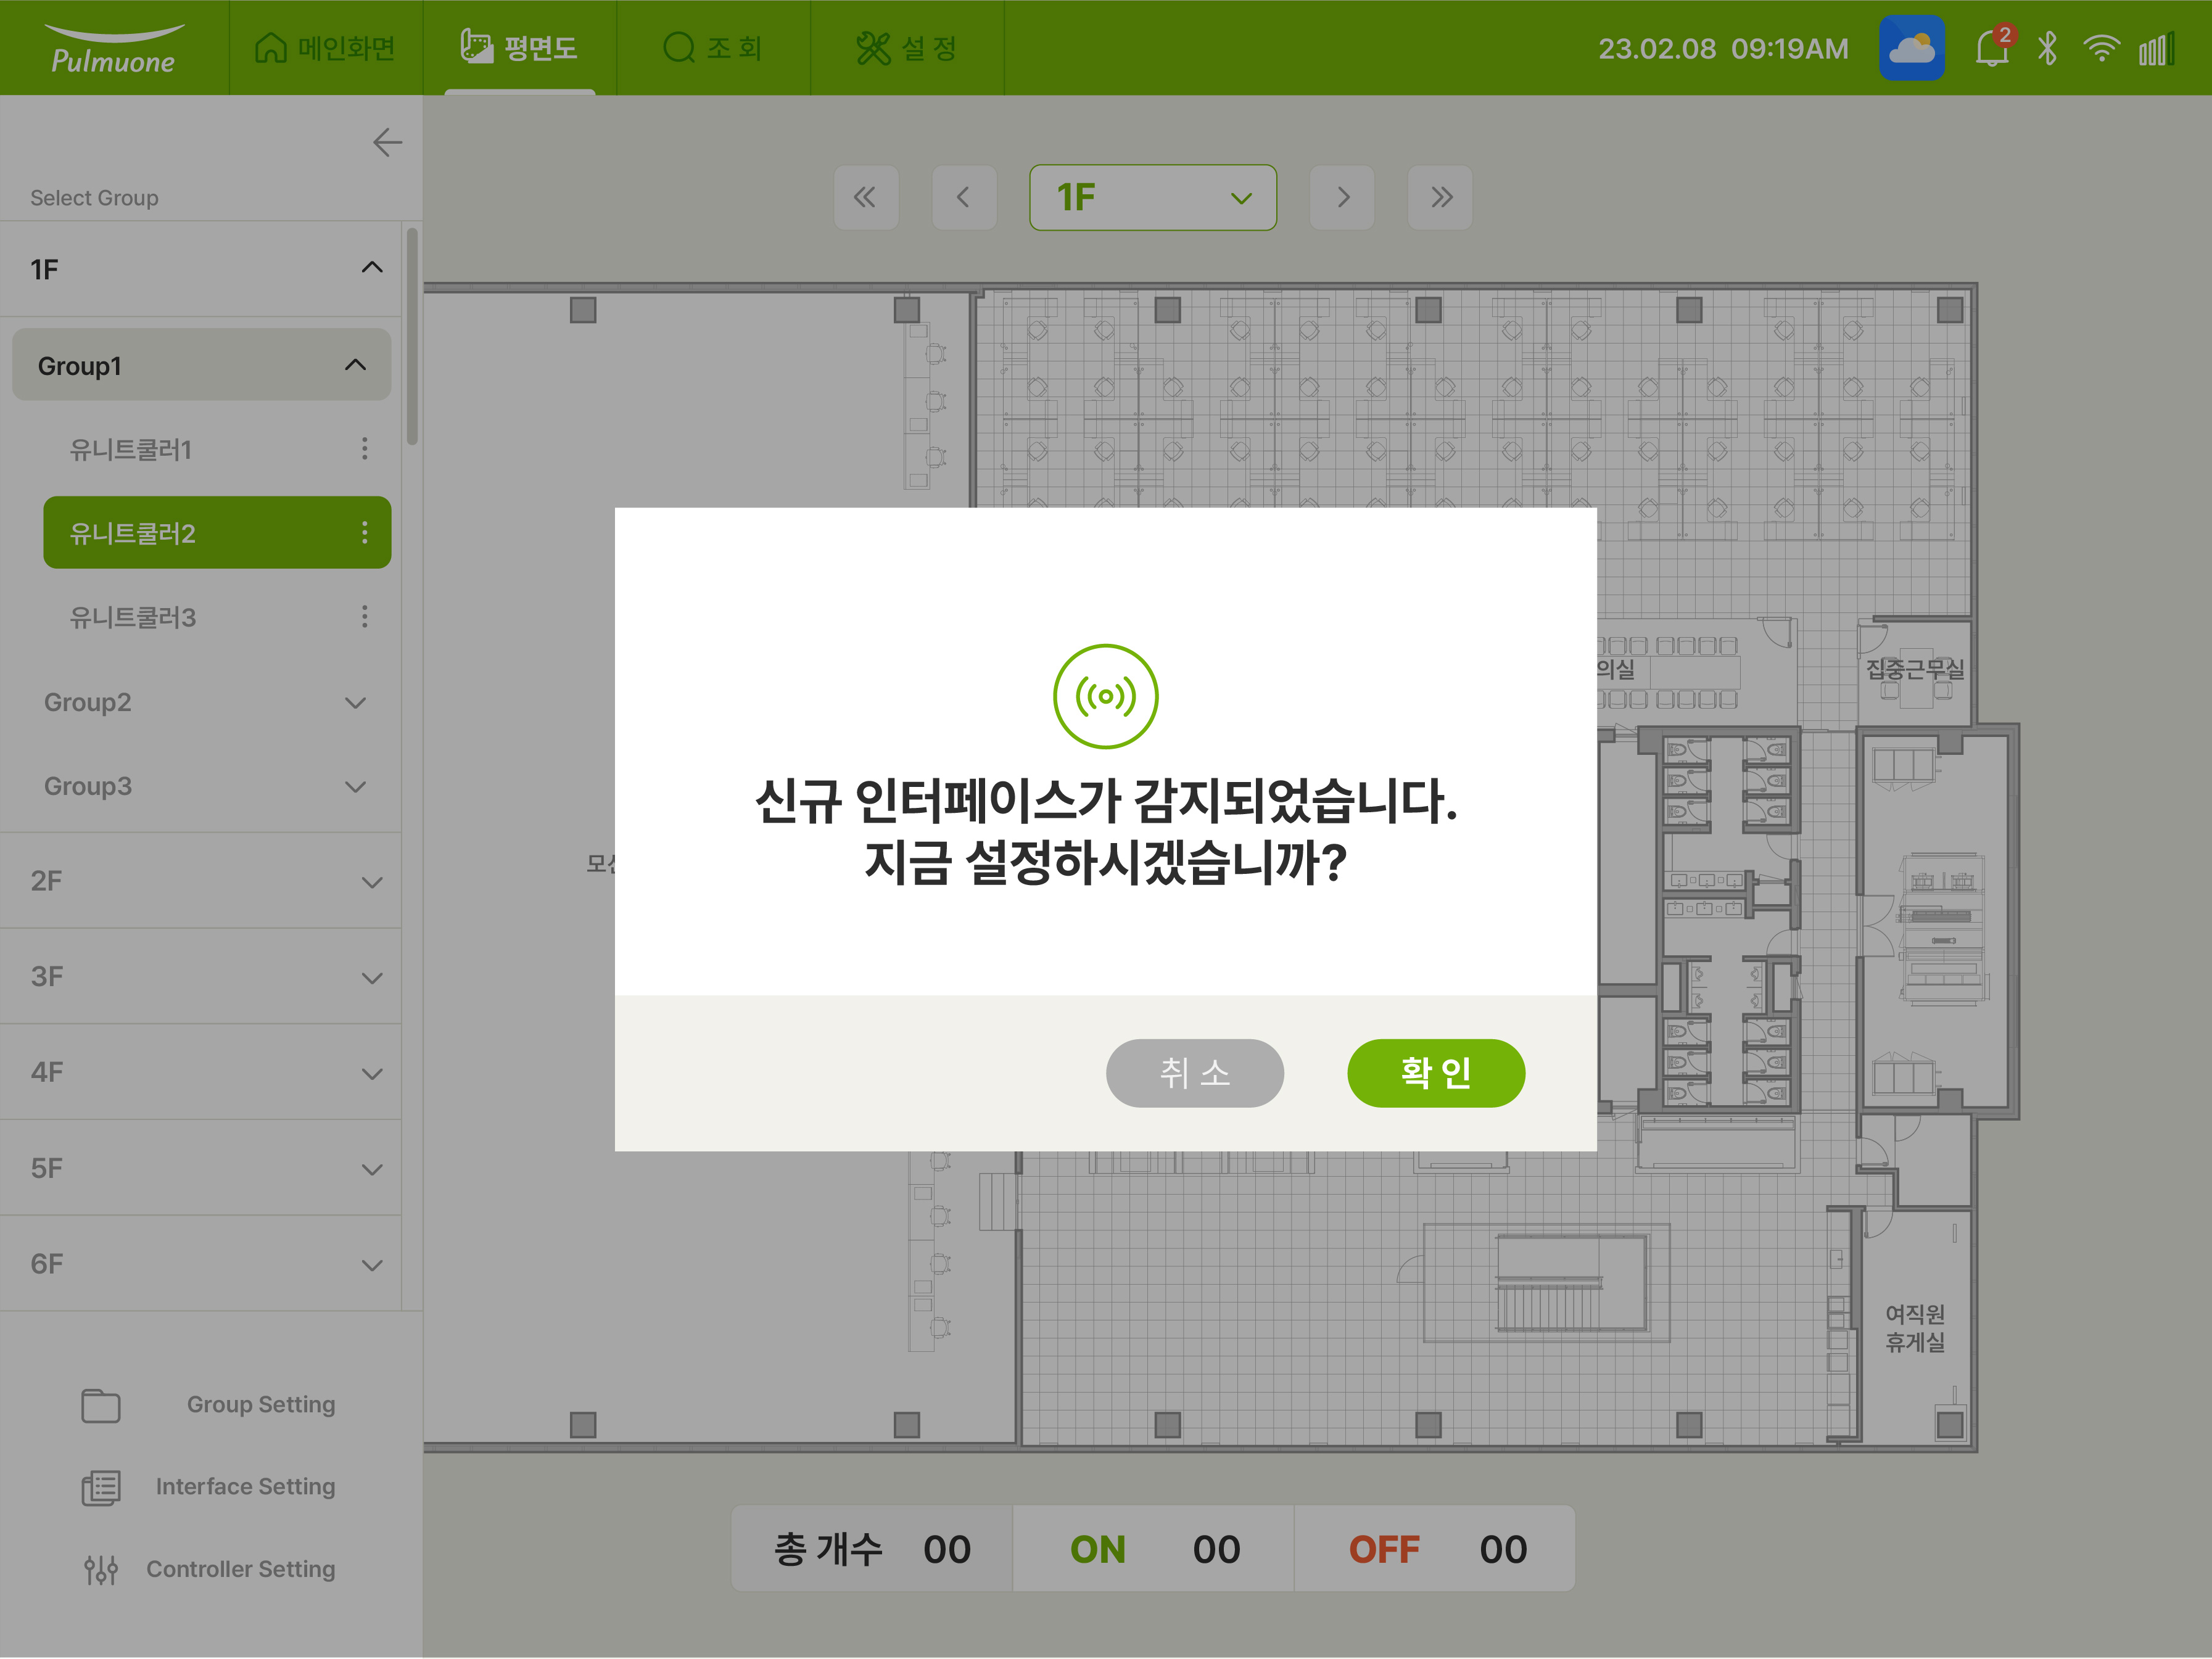 Pulmuone
메인화면
평면도
조 회
설 정
23.02.08 09:19AM
2
Select Group
1F
Group1
유니트쿨러1
유니트쿨러2
유니트쿨러3
Group2
Group3
2F
3F
4F
5F
6F
Group Setting
Interface Setting
Controller Setting
1F
의실
집중근무실
신규 인터페이스가 감지되었습니다.
지금 설정하시겠습니까?
취 소
확 인
여직원
휴게실
총 개수 00
ON 00
OFF 00